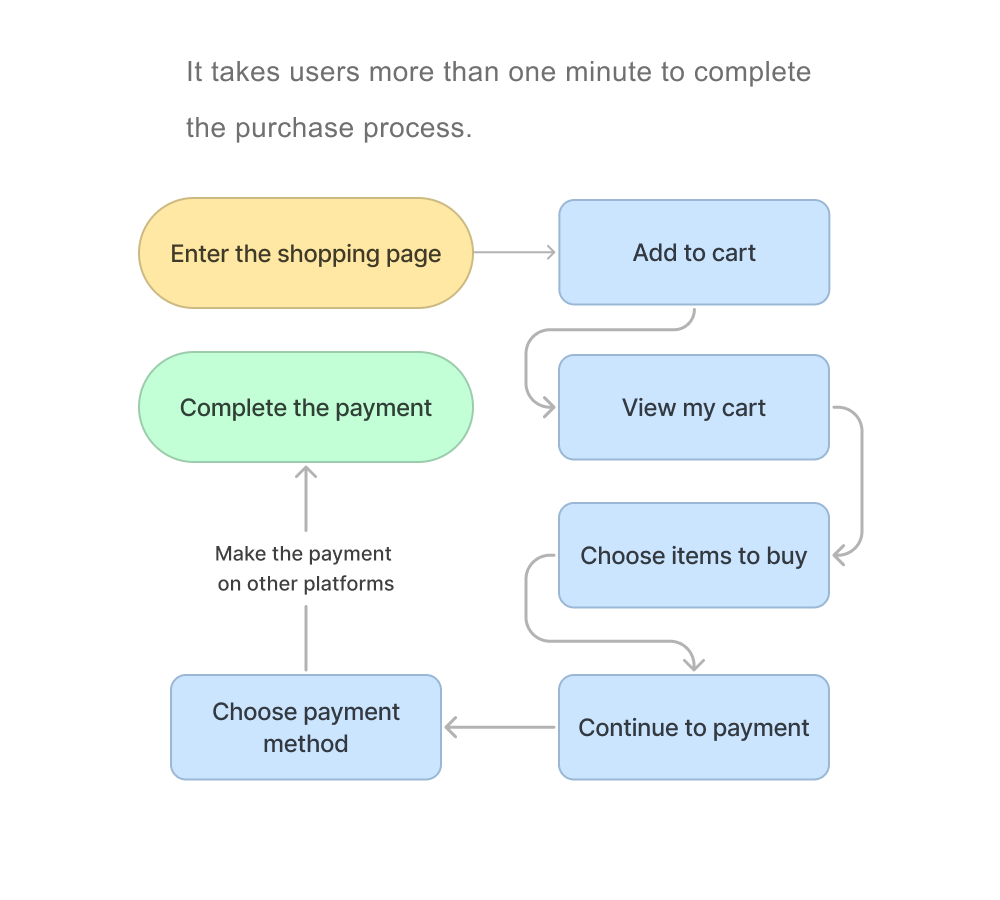 It takes users more than one minute to complete
the purchase process.
Enter the shopping page
Add to cart
Complete the payment
View my cart
Make the payment
on other platforms
Choose items to buy
Choose payment
method
Continue to payment